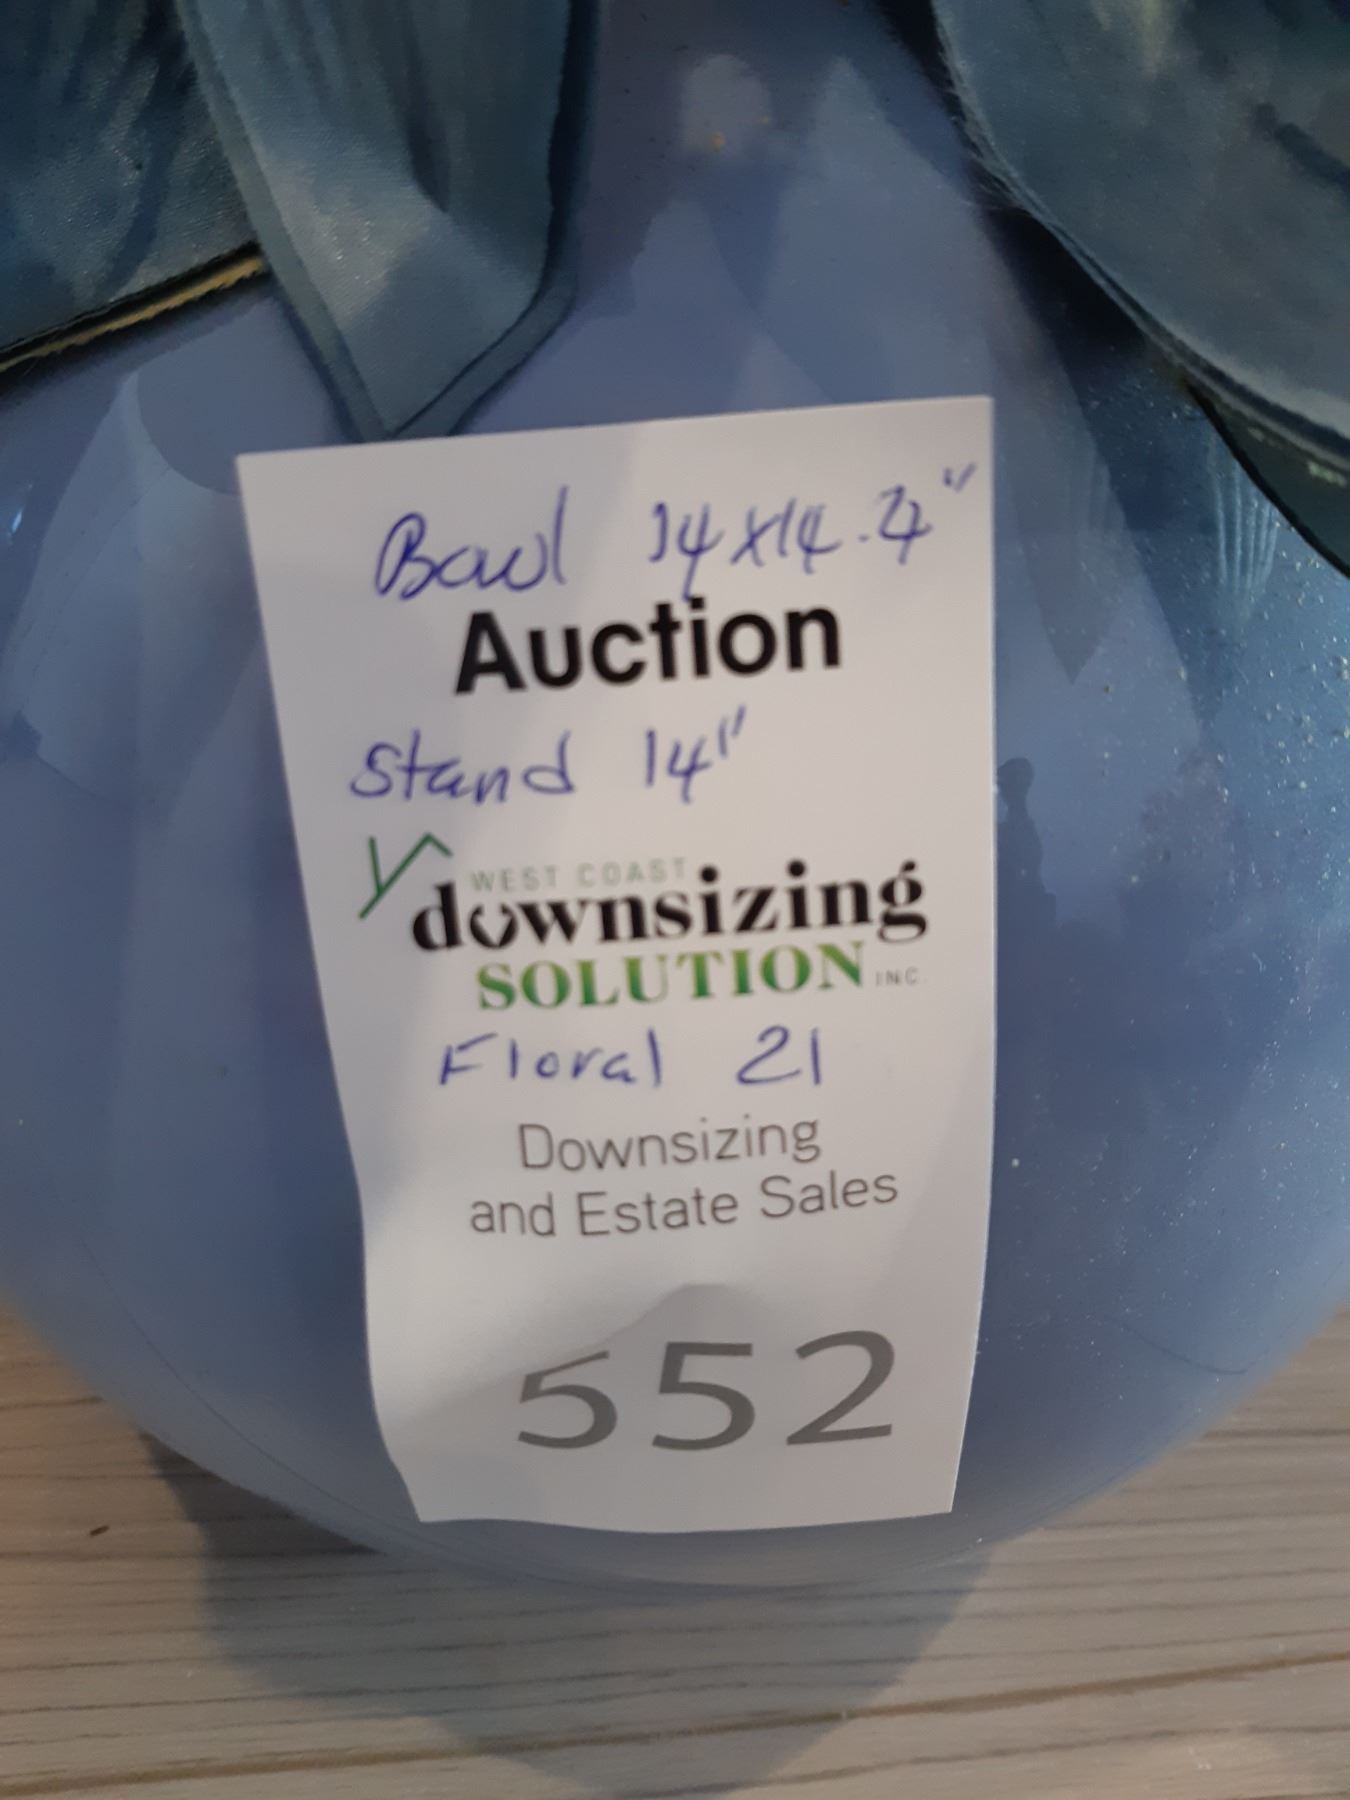 Bowl 14x14.4"
Auction
Stand 14"
WEST COAST
downsizing
SOLUTION INC.
Floral 21
Downsizing
and Estate Sales
552